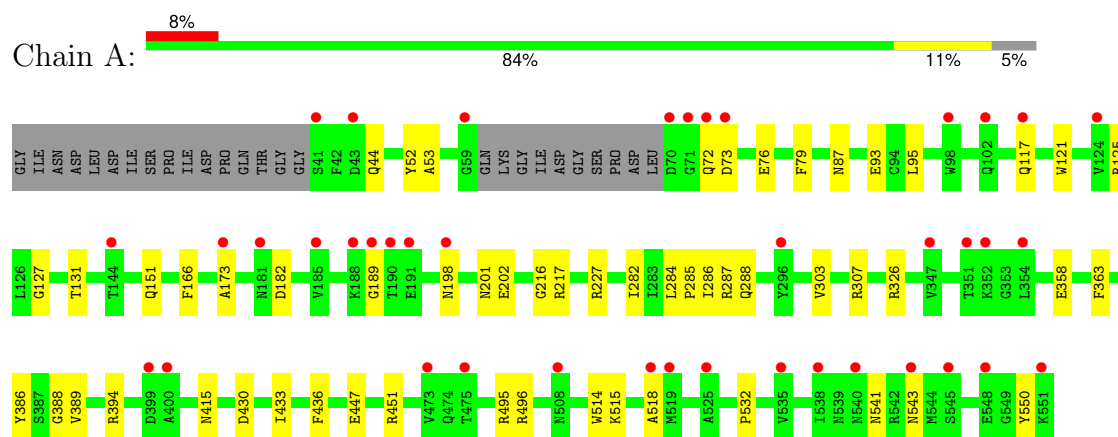 8%
Chain A:
84% 11% 5%
GLY ILE ASN ASP LEU ASP ILE SER PRO ILE ASP PRO GLN THR GLY GLY S41 F42 D43 Q44 Y52 A53 G59 GLN LYS GLY ILE ASP GLY SER PRO ASP LEU D70 G71 Q72 D73 E76 F79 N87 E93 C94 L95 W98 Q102 Q117 W121 V124 R125
L126 G127 T131 T144 Q151 F166 A173 N181 D182 V185 K188 G189 T190 E191 N198 N201 E202 G216 R217 R227 I282 I283 L284 P285 I286 R287 Q288 Y296 V303 R307 R326 V347 T351 K352 G353 L354 E358 F363
Y386 S387 G388 V389 R394 D399 A400 N415 D430 I433 F436 E447 R451 V473 Q474 T475 R495 R496 N508 W514 K515 A518 M519 A525 P532 V535 I538 N539 N540 N541 R542 N543 M544 S545 E548 G549 Y550 K551